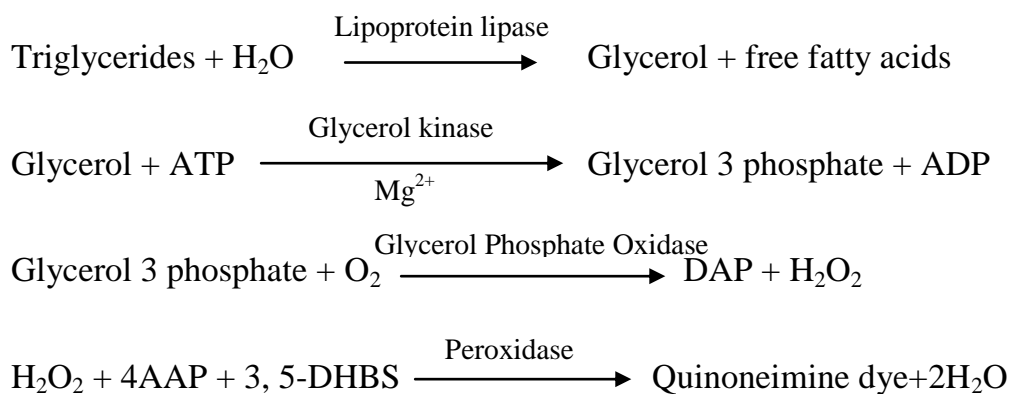 Lipoprotein lipase
Triglycerides + H₂O Glycerol + free fatty acids
Glycerol kinase
Glycerol + ATP Glycerol 3 phosphate + ADP
Mg²⁺
Glycerol Phosphate Oxidase
Glycerol 3 phosphate + O₂ DAP + H₂O₂
Peroxidase
H₂O₂ + 4AAP + 3, 5-DHBS Quinoneimine dye+2H₂O